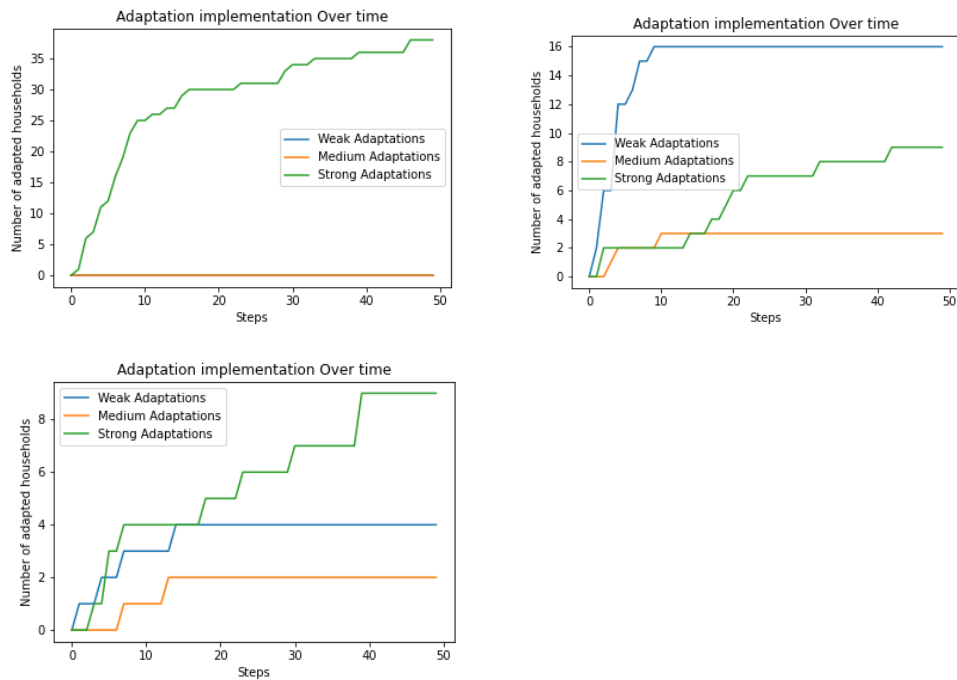 Adaptation implementation Over time
35
30
25
20
15
10
5
0
Number of adapted households
Weak Adaptations
Medium Adaptations
Strong Adaptations
0 10 20 30 40 50
Steps
Adaptation implementation Over time
16
14
12
10
8
6
4
2
0
Number of adapted households
Weak Adaptations
Medium Adaptations
Strong Adaptations
0 10 20 30 40 50
Steps
Adaptation implementation Over time
8
6
4
2
0
Number of adapted households
Weak Adaptations
Medium Adaptations
Strong Adaptations
0 10 20 30 40 50
Steps